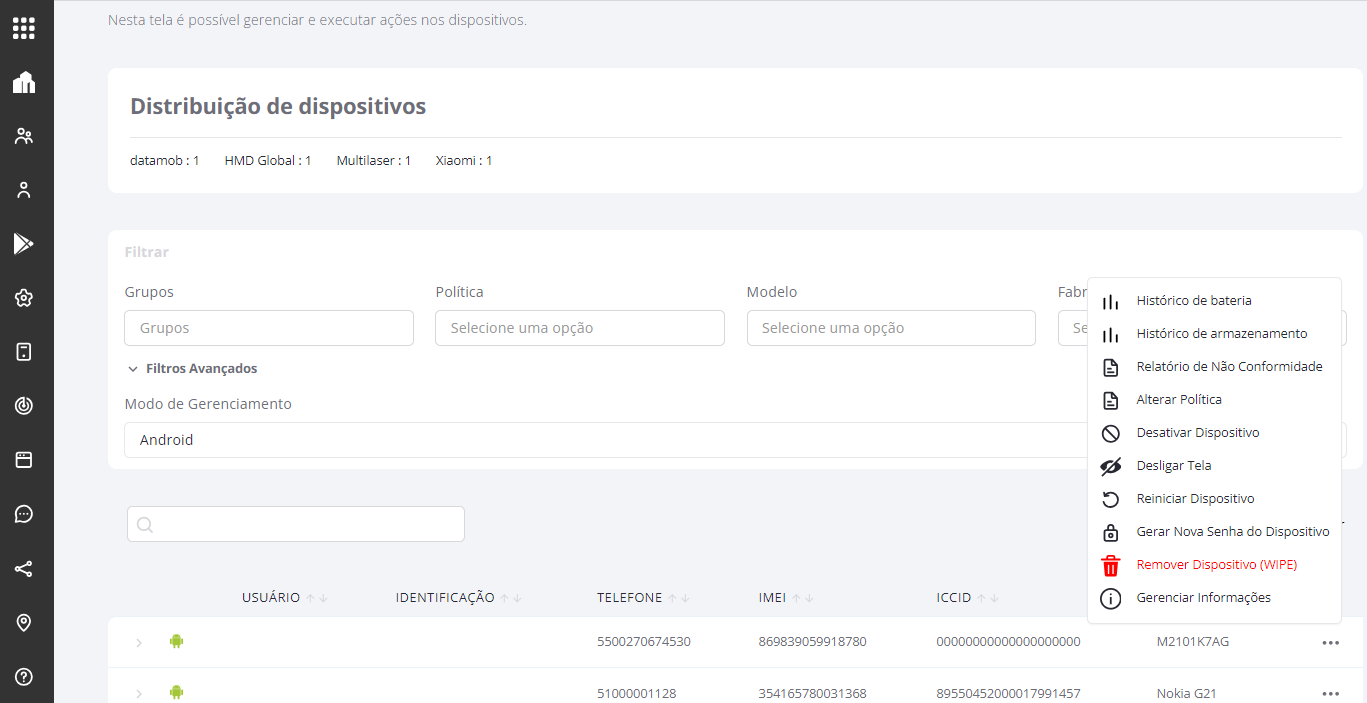 Nesta tela é possível gerenciar e executar ações nos dispositivos.
Distribuição de dispositivos
datamob : 1 HMD Global : 1 Multilaser : 1 Xiaomi : 1
Filtrar
Grupos Política Modelo
Grupos Selecione uma opção Selecione uma opção
Filtros Avançados
Modo de Gerenciamento
Android
Histórico de bateria
Histórico de armazenamento
Relatório de Não Conformidade
Alterar Política
Desativar Dispositivo
Desligar Tela
Reiniciar Dispositivo
Gerar Nova Senha do Dispositivo
Remover Dispositivo (WIPE)
Gerenciar Informações
USUÁRIO IDENTIFICAÇÃO TELEFONE IMEI ICCID
5500270674530 869839059918780 00000000000000000000 M2101K7AG
51000001128 354165780031368 89550452000017991457 Nokia G21